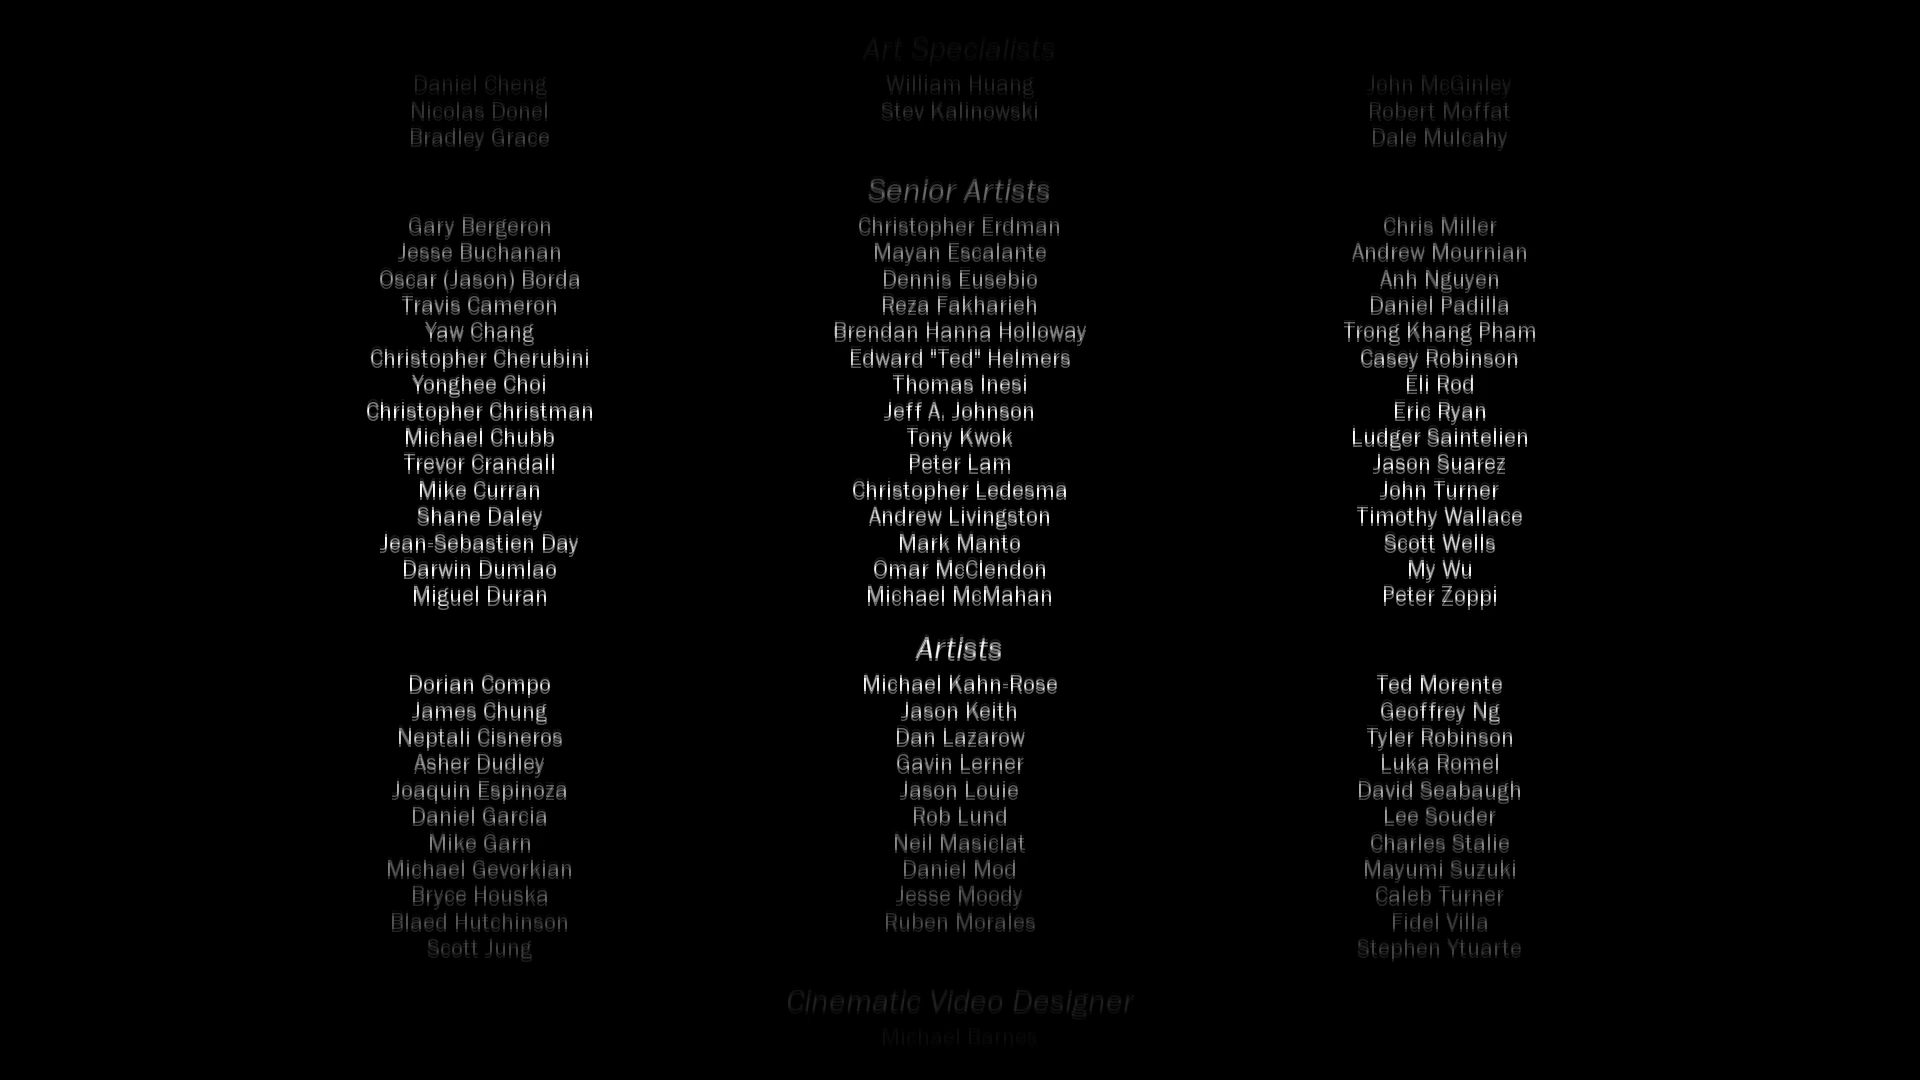 Art Specialists
Daniel Cheng William Huang John McGinley
Nicolas Donel Stev Kalinowski Robert Moffat
Bradley Grace Dale Mulcahy
Senior Artists
Gary Bergeron Christopher Erdman Chris Miller
Jesse Buchanan Mayan Escalante Andrew Mournian
Oscar (Jason) Borda Dennis Eusebio Anh Nguyen
Travis Cameron Reza Fakharieh Daniel Padilla
Yaw Chang Brendan Hanna Holloway Trong Khang Pham
Christopher Cherubini Edward "Ted" Helmers Casey Robinson
Yonghee Choi Thomas Inesi Eli Rod
Christopher Christman Jeff A. Johnson Eric Ryan
Michael Chubb Tony Kwok Ludger Saintelien
Trevor Crandall Peter Lam Jason Suarez
Mike Curran Christopher Ledesma John Turner
Shane Daley Andrew Livingston Timothy Wallace
Jean-Sebastien Day Mark Manto Scott Wells
Darwin Dumlao Omar McClendon My Wu
Miguel Duran Michael McMahan Peter Zoppi
Artists
Dorian Compo Michael Kahn-Rose Ted Morente
James Chung Jason Keith Geoffrey Ng
Neptali Cisneros Dan Lazarow Tyler Robinson
Asher Dudley Gavin Lerner Luka Romel
Joaquin Espinoza Jason Louie David Seabaugh
Daniel Garcia Rob Lund Lee Souder
Mike Garn Neil Masiclat Charles Stalie
Michael Gevorkian Daniel Mod Mayumi Suzuki
Bryce Houska Jesse Moody Caleb Turner
Blaed Hutchinson Ruben Morales Fidel Villa
Scott Jung Stephen Ytuarte
Cinematic Video Designer
Michael Barnes